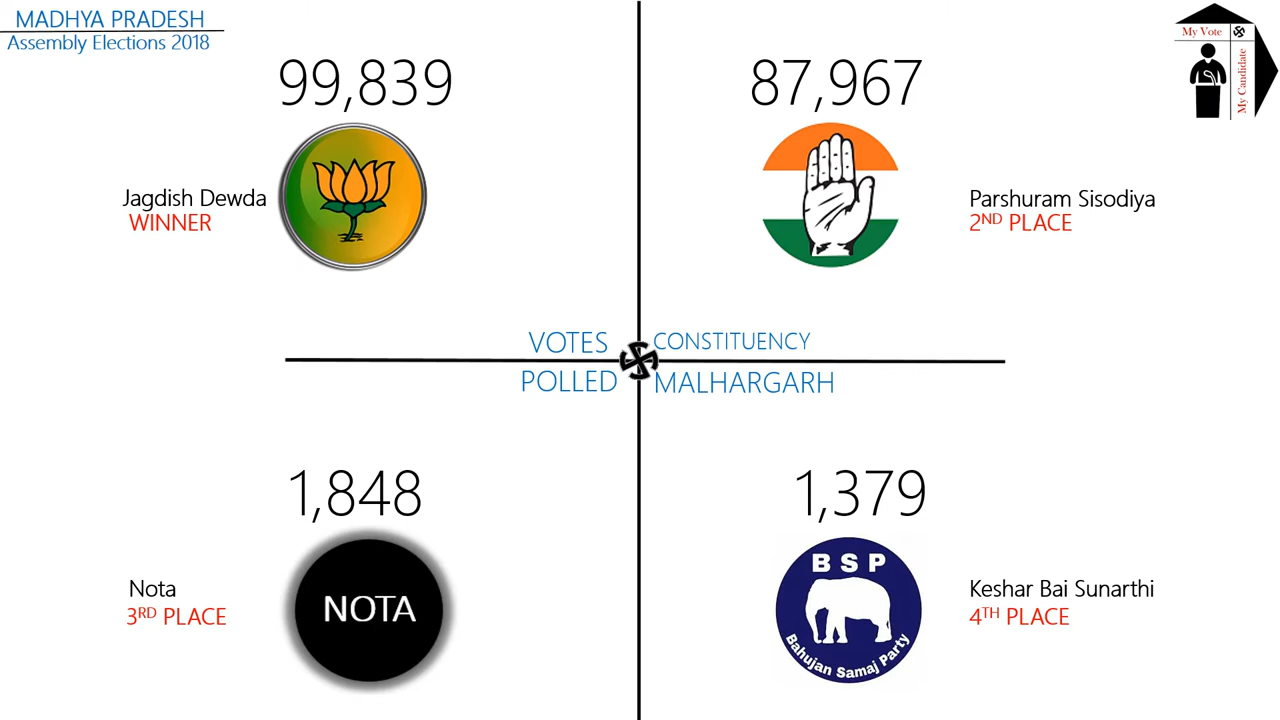 MADHYA PRADESH
Assembly Elections 2018
My Vote
My Candidate
99,839
Jagdish Dewda
WINNER
87,967
Parshuram Sisodiya
2ND PLACE
VOTES
POLLED
CONSTITUENCY
MALHARGARH
1,848
Nota
3RD PLACE
NOTA
1,379
BSP
Bahujan Samaj Party
Keshar Bai Sunarthi
4TH PLACE